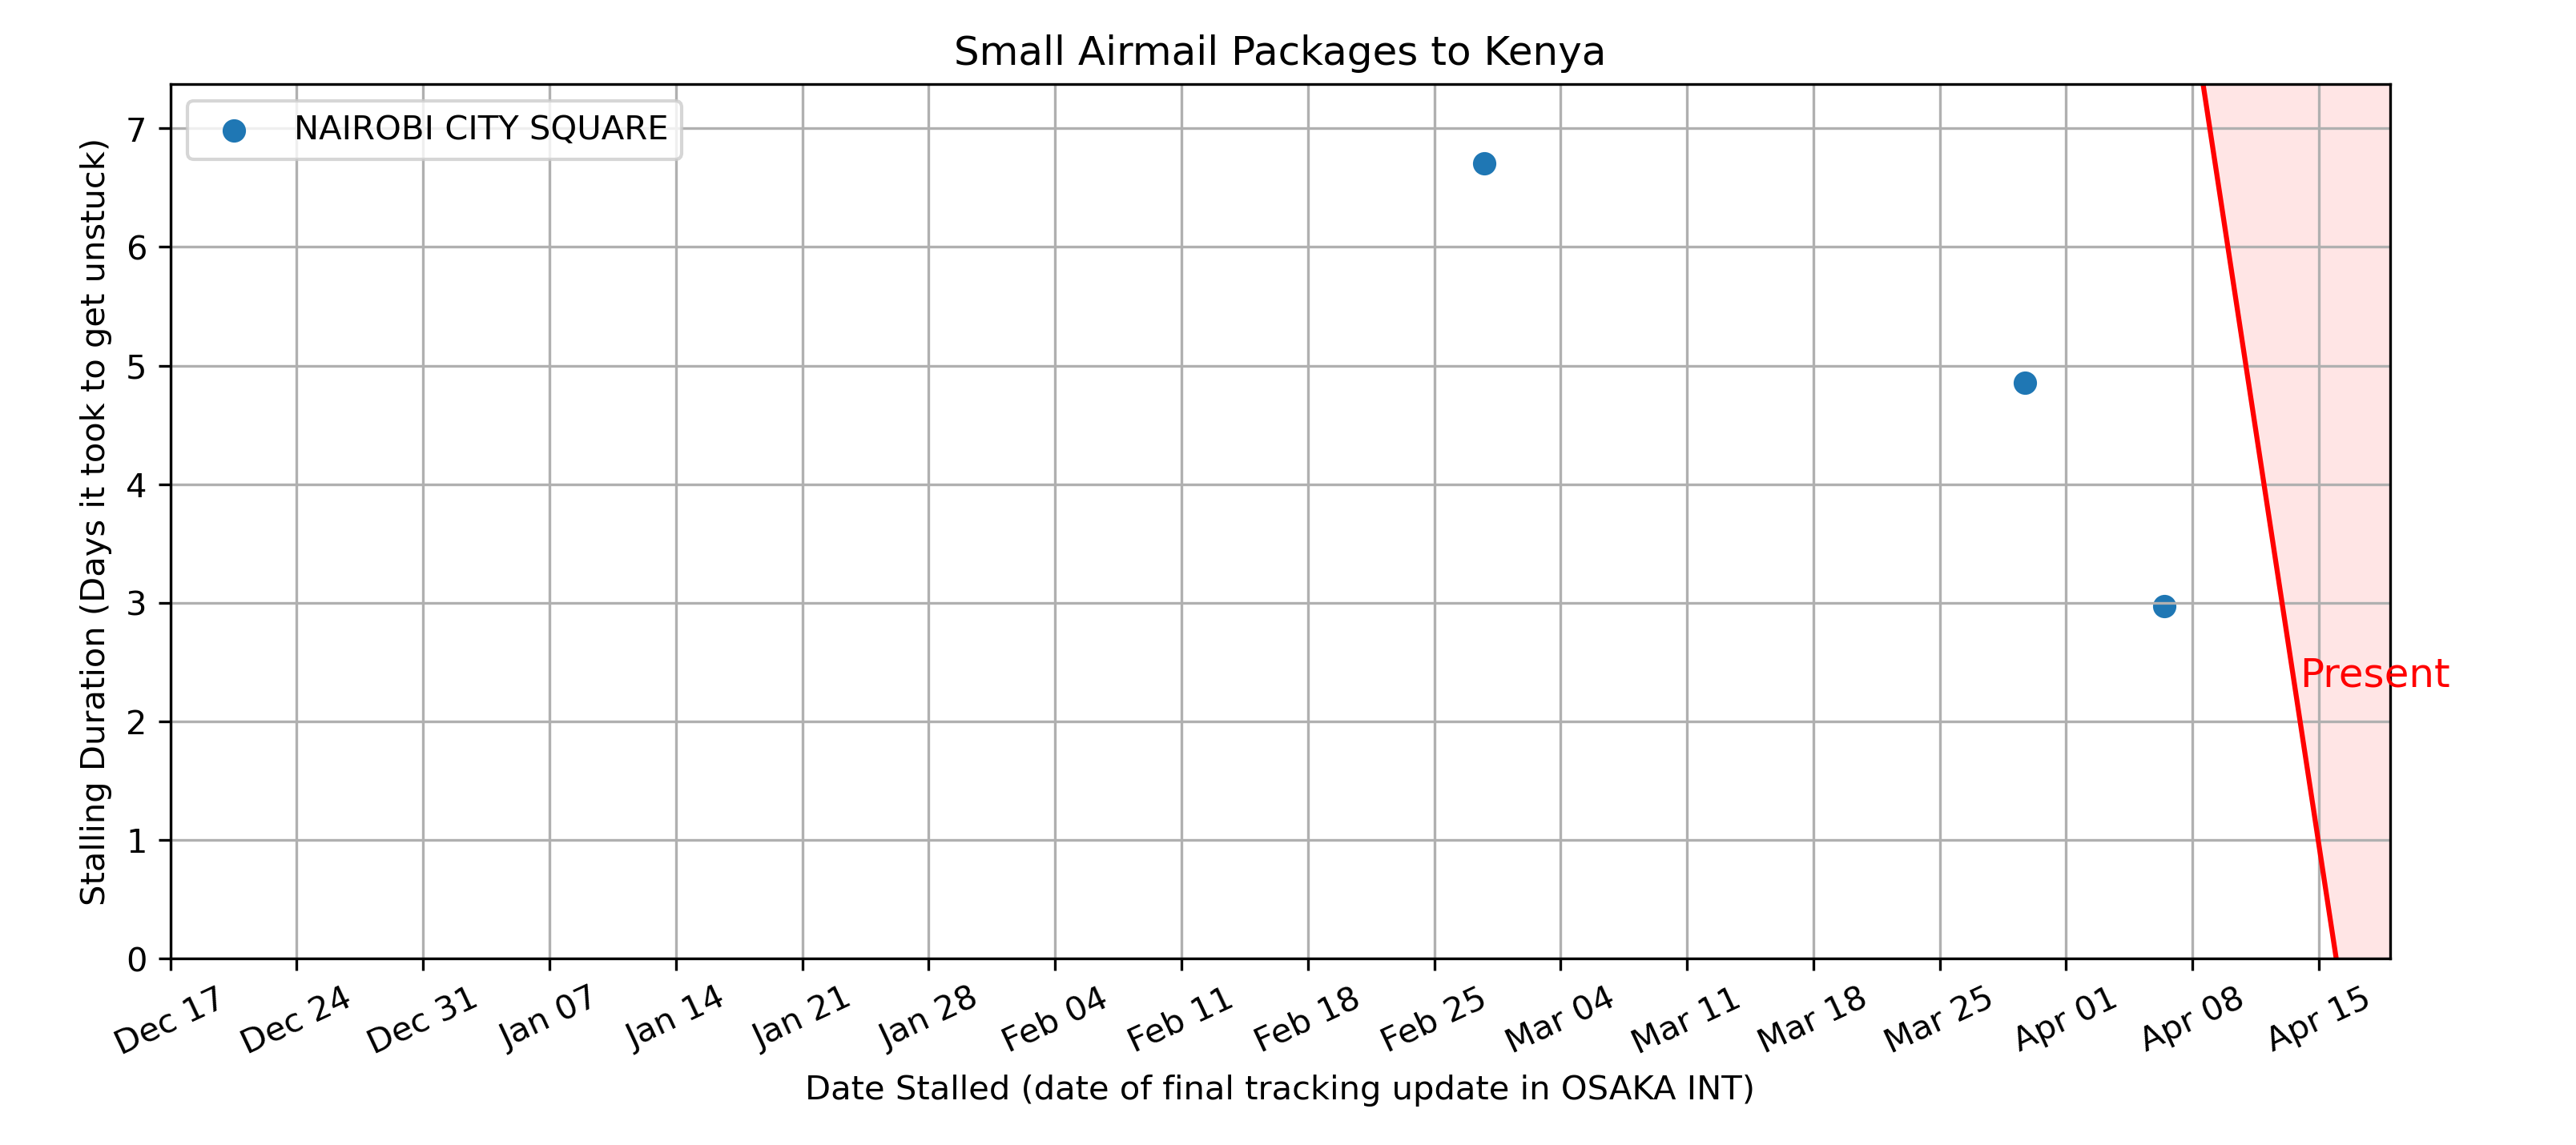 Small Airmail Packages to Kenya
NAIROBI CITY SQUARE
Stalling Duration (Days it took to get unstuck)
7
6
5
4
3
2
1
0
Present
Dec 17
Dec 24
Dec 31
Jan 07
Jan 14
Jan 21
Jan 28
Feb 04
Feb 11
Feb 18
Feb 25
Mar 04
Mar 11
Mar 18
Mar 25
Apr 01
Apr 08
Apr 15
Date Stalled (date of final tracking update in OSAKA INT)